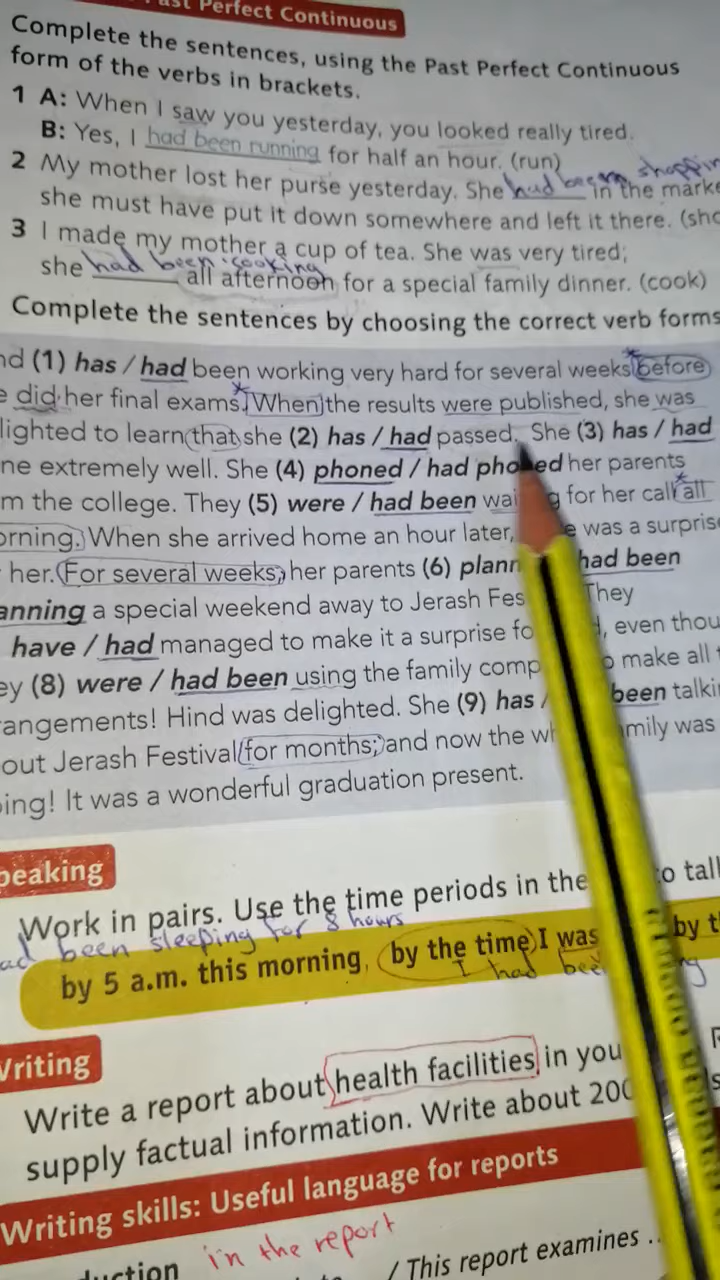 Perfect Continuous
Complete the sentences, using the Past Perfect Continuous
form of the verbs in brackets.
1 A: When I saw you yesterday, you looked really tired.
B: Yes, I had been running for half an hour. (run)
2 My mother lost her purse yesterday. She had been shoppin in the marke
she must have put it down somewhere and left it there. (sho
3 I made my mother a cup of tea. She was very tired;
she had been cooking all afternoon for a special family dinner. (cook)
Complete the sentences by choosing the correct verb forms
nd (1) has / had been working very hard for several weeks before
e did her final exams. When the results were published, she was
lighted to learn that she (2) has / had passed. She (3) has / had
ne extremely well. She (4) phoned / had phoned her parents
m the college. They (5) were / had been wai g for her call all
orning. When she arrived home an hour later, e was a surprise
her. For several weeks, her parents (6) plann had been
anning a special weekend away to Jerash Fes They
have / had managed to make it a surprise fo , even thou
ey (8) were / had been using the family comp o make all
rangements! Hind was delighted. She (9) has / been talki
out Jerash Festival for months; and now the wh mily was
ing! It was a wonderful graduation present.
peaking
Work in pairs. Use the time periods in the o tal
ad been sleeping for 8 hours
by 5 a.m. this morning, by the time I was by t
I had bee g
Writing
Write a report about health facilities in you
supply factual information. Write about 200
Writing skills: Useful language for reports
in the report
duction / This report examines ..